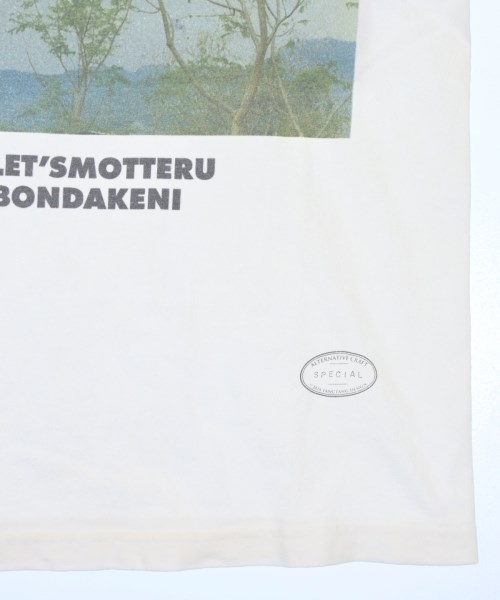 LET'SMOTTERU
BONDAKENI
ALTERNATIVE CRAFT
SPECIAL